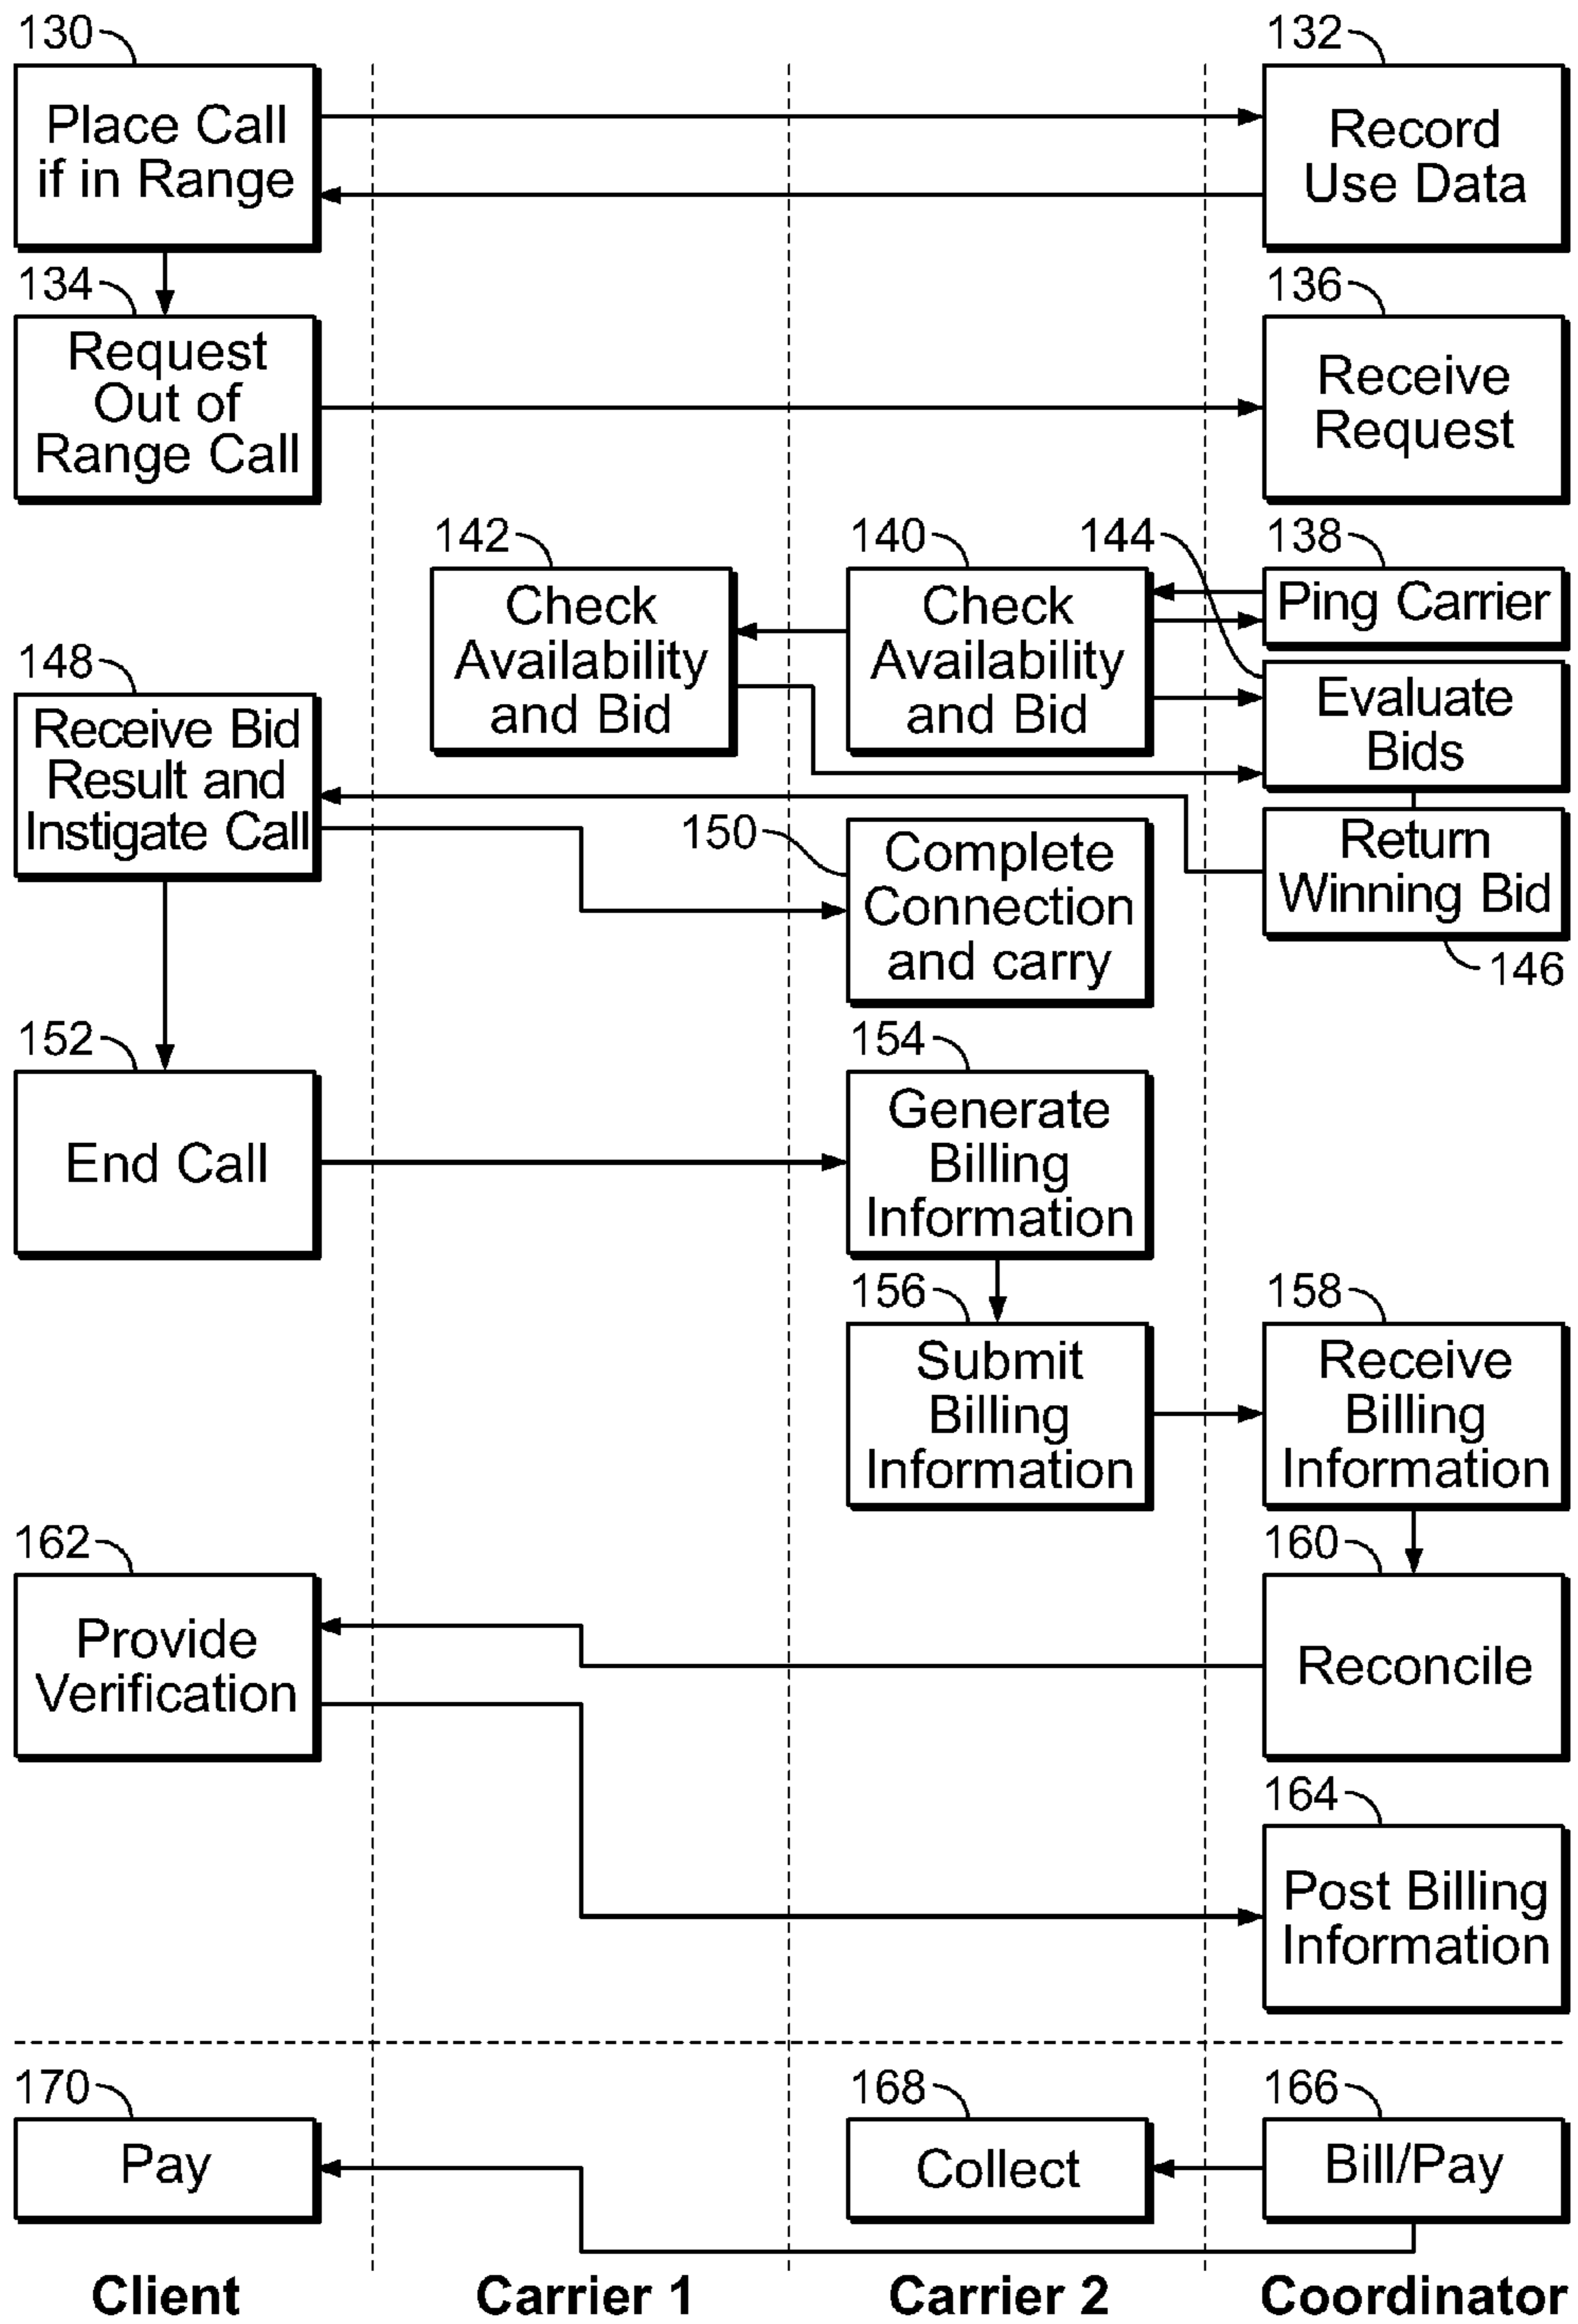 130
132
Place Call
if in Range
Record
Use Data
134
136
Request
Out of
Range Call
Receive
Request
142
140
144
138
Check
Availability
and Bid
Check
Availability
and Bid
Ping Carrier
148
Evaluate
Bids
Receive Bid
Result and
Instigate Call
150
Complete
Connection
and carry
Return
Winning Bid
146
152
154
End Call
Generate
Billing
Information
156
158
Submit
Billing
Information
Receive
Billing
Information
162
160
Provide
Verification
Reconcile
164
Post Billing
Information
170
168
166
Pay
Collect
Bill/Pay
Client
Carrier 1
Carrier 2
Coordinator